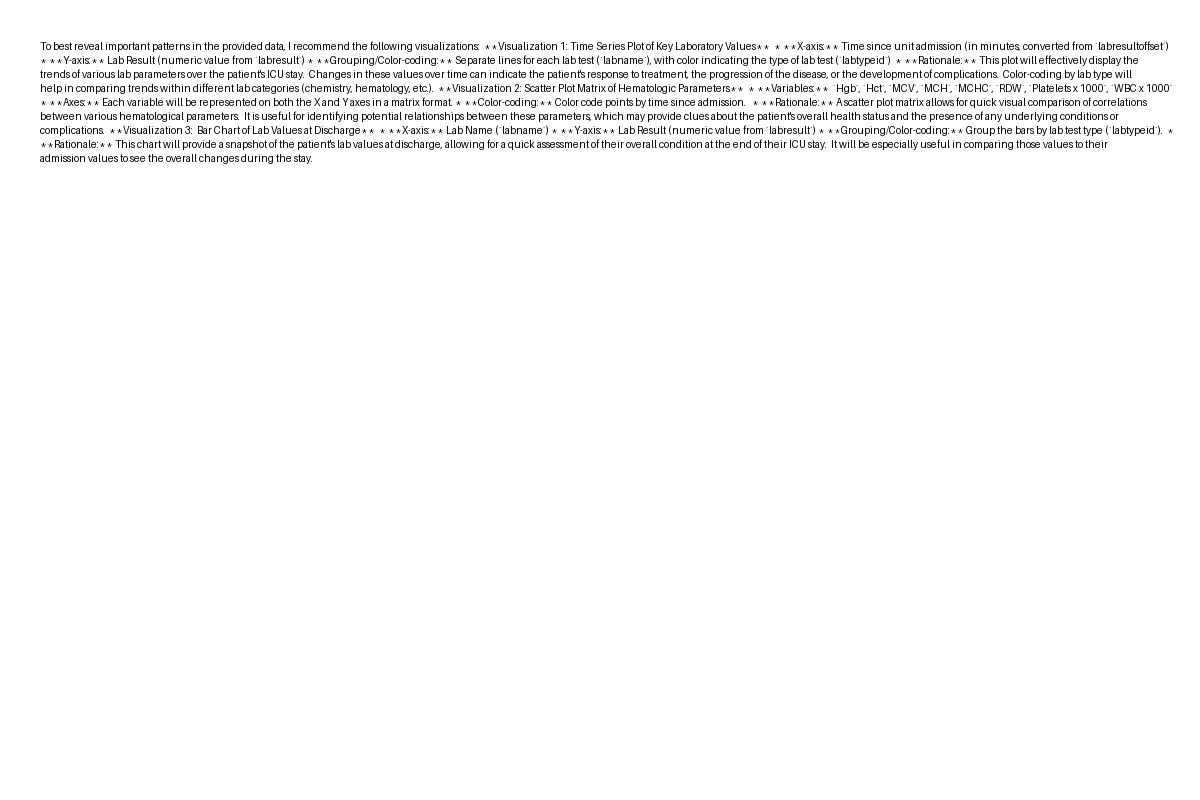 To best reveal important patterns in the provided data, I recommend the following visualizations:  **Visualization 1: Time Series Plot of Key Laboratory Values**  * **X-axis:** Time since unit admission (in minutes, converted from `labresultoffset`)
* **Y-axis:** Lab Result (numeric value from `labresult`) * **Grouping/Color-coding:** Separate lines for each lab test (`labname`), with color indicating the type of lab test (`labtypeid`)  * **Rationale:** This plot will effectively display the
trends of various lab parameters over the patient's ICU stay.  Changes in these values over time can indicate the patient's response to treatment, the progression of the disease, or the development of complications.  Color-coding by lab type will
help in comparing trends within different lab categories (chemistry, hematology, etc.).  **Visualization 2: Scatter Plot Matrix of Hematologic Parameters**  * **Variables:**  `Hgb`, `Hct`, `MCV`, `MCH`, `MCHC`, `RDW`, `Platelets x 1000`, `WBC x 1000`
* **Axes:** Each variable will be represented on both the X and Y axes in a matrix format. * **Color-coding:** Color code points by time since admission.   * **Rationale:** A scatter plot matrix allows for quick visual comparison of correlations
between various hematological parameters.  It is useful for identifying potential relationships between these parameters, which may provide clues about the patient's overall health status and the presence of any underlying conditions or
complications.  **Visualization 3:  Bar Chart of Lab Values at Discharge**  * **X-axis:** Lab Name (`labname`) * **Y-axis:** Lab Result (numeric value from `labresult`) * **Grouping/Color-coding:** Group the bars by lab test type (`labtypeid`).  *
**Rationale:** This chart will provide a snapshot of the patient's lab values at discharge, allowing for a quick assessment of their overall condition at the end of their ICU stay.  It will be especially useful in comparing those values to their
admission values to see the overall changes during the stay.